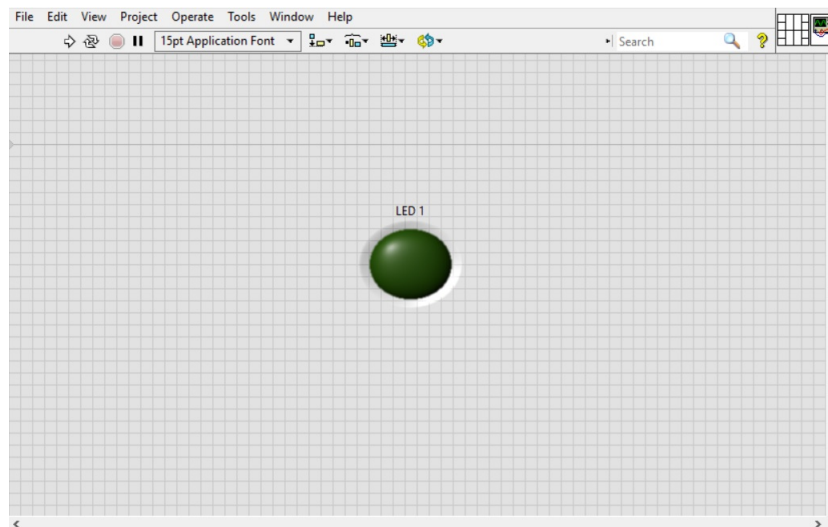 File Edit View Project Operate Tools Window Help
15pt Application Font Search ?
LED 1